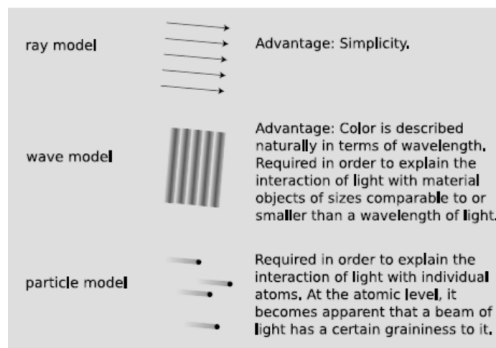 ray model
Advantage: Simplicity.
wave model
Advantage: Color is described
naturally in terms of wavelength.
Required in order to explain the
interaction of light with material
objects of sizes comparable to or
smaller than a wavelength of light.
particle model
Required in order to explain the
interaction of light with individual
atoms. At the atomic level, it
becomes apparent that a beam of
light has a certain graininess to it.